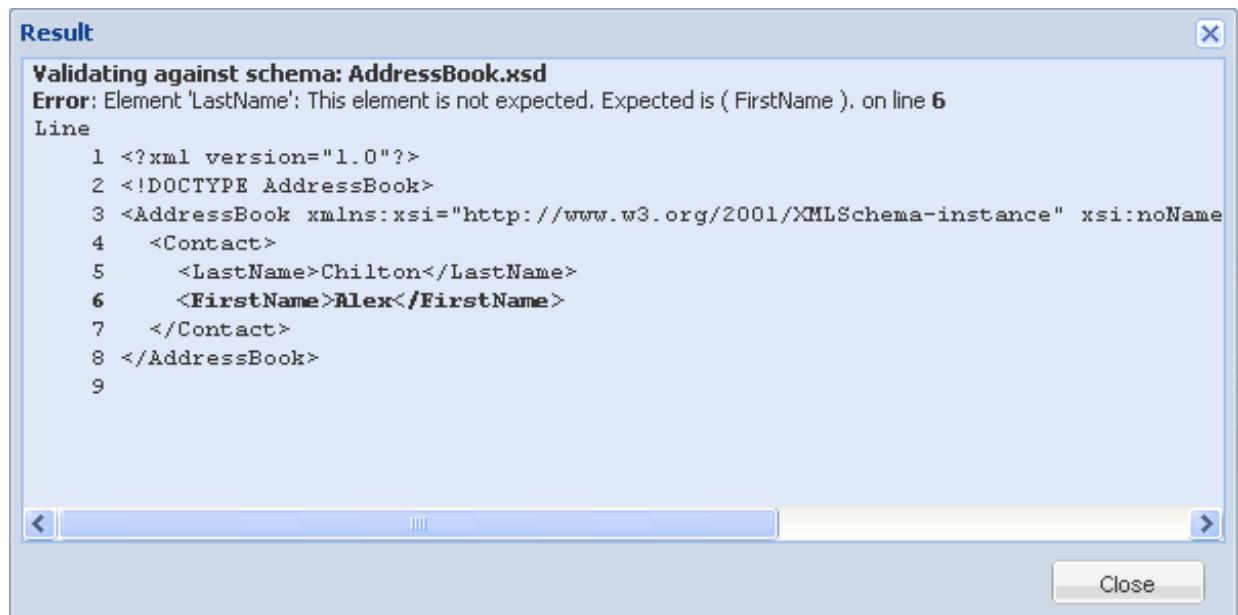 Result
Validating against schema: AddressBook.xsd
Error: Element 'LastName': This element is not expected. Expected is ( FirstName ). on line 6
Line
1 <?xml version="1.0"?>
2 <!DOCTYPE AddressBook>
3 <AddressBook xmlns:xsi="http://www.w3.org/2001/XMLSchema-instance" xsi:noName
4 <Contact>
5 <LastName>Chilton</LastName>
6 <FirstName>Alex</FirstName>
7 </Contact>
8 </AddressBook>
9
Close